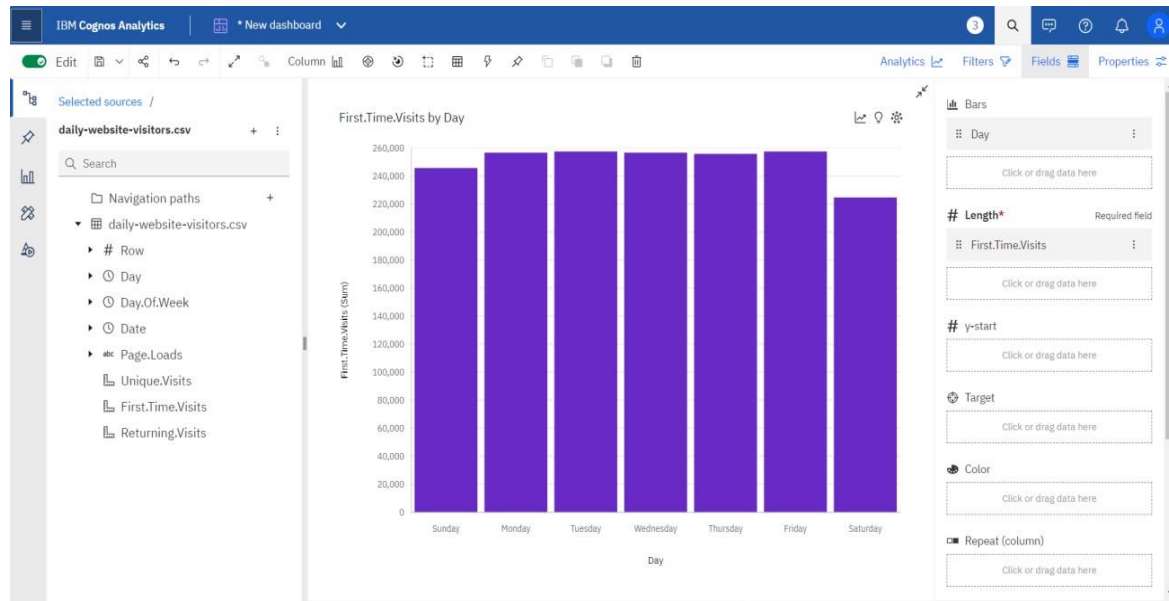 IBM Cognos Analytics
* New dashboard
3
Edit
Column
Analytics
Filters
Fields
Properties
Selected sources /
daily-website-visitors.csv
Search
Navigation paths
daily-website-visitors.csv
# Row
Day
Day.Of.Week
Date
abc Page.Loads
Unique.Visits
First.Time.Visits
Returning.Visits
First.Time.Visits by Day
First.Time.Visits (Sum)
260,000
240,000
220,000
200,000
180,000
160,000
140,000
120,000
100,000
80,000
60,000
40,000
20,000
0
Sunday Monday Tuesday Wednesday Thursday Friday Saturday
Day
Bars
Day
Click or drag data here
# Length* Required field
First.Time.Visits
Click or drag data here
# y-start
Click or drag data here
Target
Click or drag data here
Color
Click or drag data here
Repeat (column)
Click or drag data here